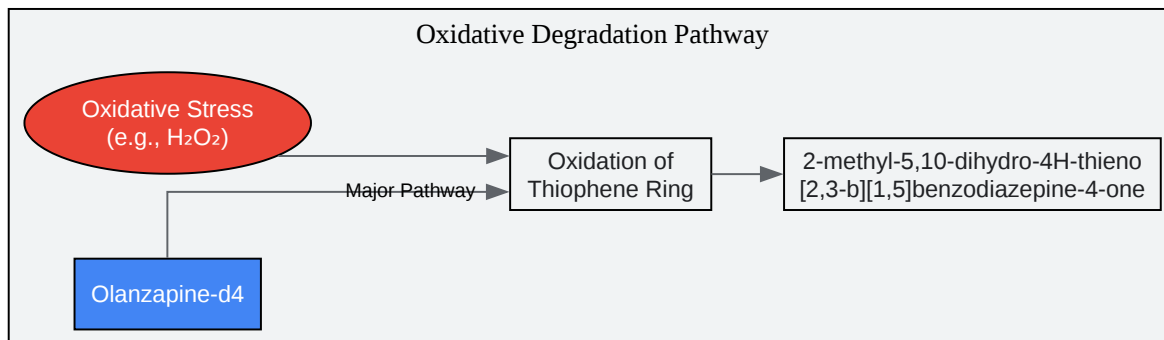 Oxidative Degradation Pathway
Oxidative Stress
(e.g., H₂O₂)
Oxidation of
Thiophene Ring
2-methyl-5,10-dihydro-4H-thieno
[2,3-b][1,5]benzodiazepine-4-one
Major Pathway
Olanzapine-d4